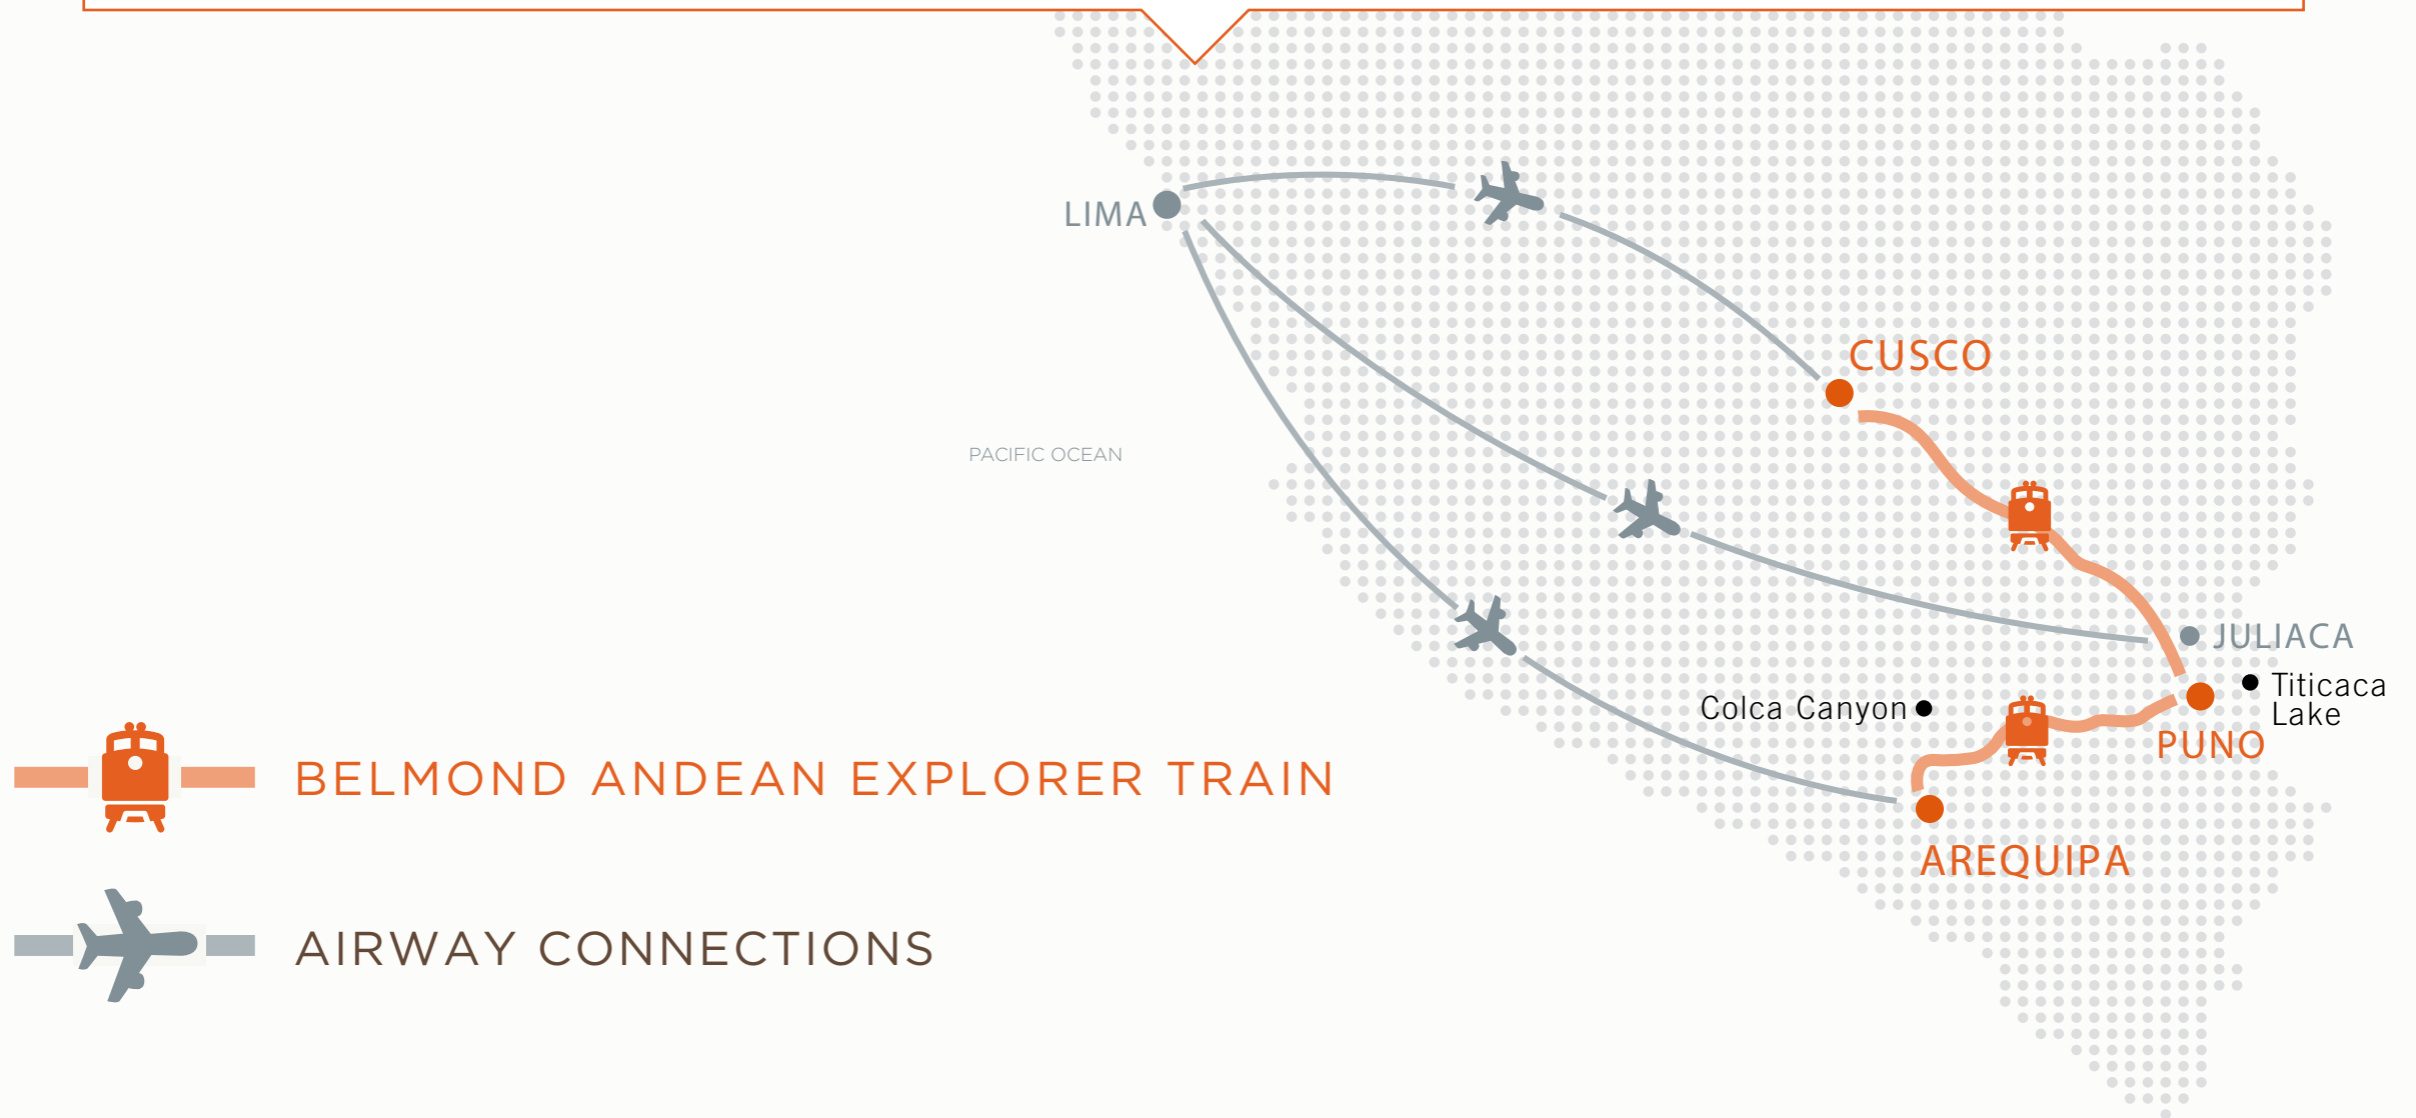 LIMA
CUSCO
PACIFIC OCEAN
JULIACA
Titicaca
Lake
Colca Canyon
PUNO
BELMOND ANDEAN EXPLORER TRAIN
AREQUIPA
AIRWAY CONNECTIONS